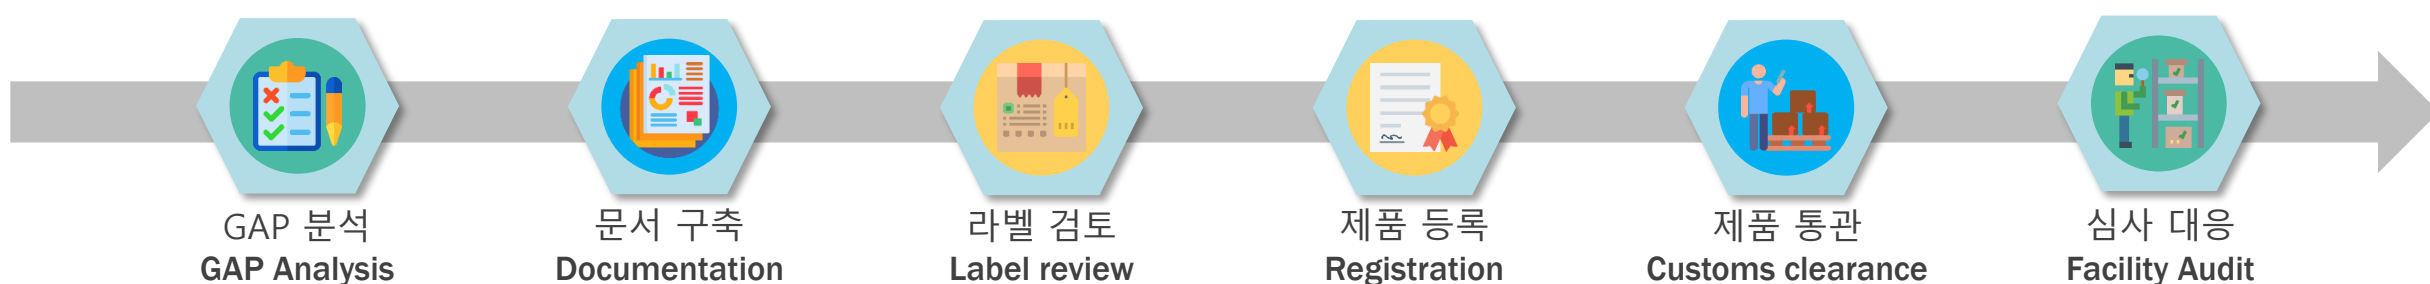 GAP 분석
GAP Analysis
문서 구축
Documentation
라벨 검토
Label review
제품 등록
Registration
제품 통관
Customs clearance
심사 대응
Facility Audit